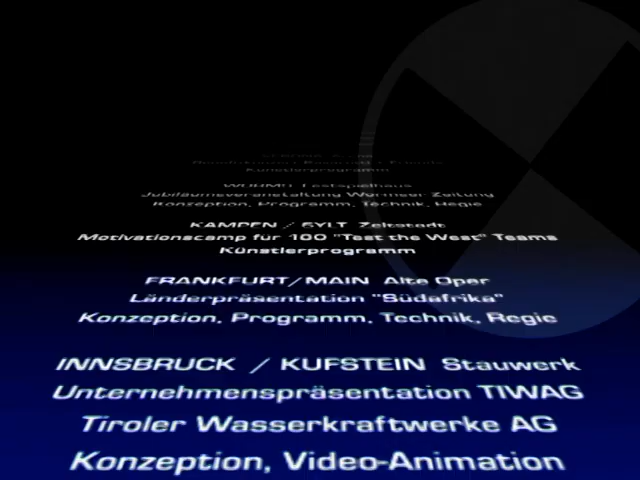 Künstlerprogramm
WORMS Festspielhaus
Jubiläumsveranstaltung Wormser Zeitung
Konzeption, Programm, Technik, Regie
KAMPEN / SYLT Zeltstadt
Motivationscamp für 100 "Test the West" Teams
Künstlerprogramm
FRANKFURT/MAIN Alte Oper
Länderpräsentation "Südafrika"
Konzeption, Programm, Technik, Regie
INNSBRUCK / KUFSTEIN Stauwerk
Unternehmenspräsentation TIWAG
Tiroler Wasserkraftwerke AG
Konzeption, Video-Animation